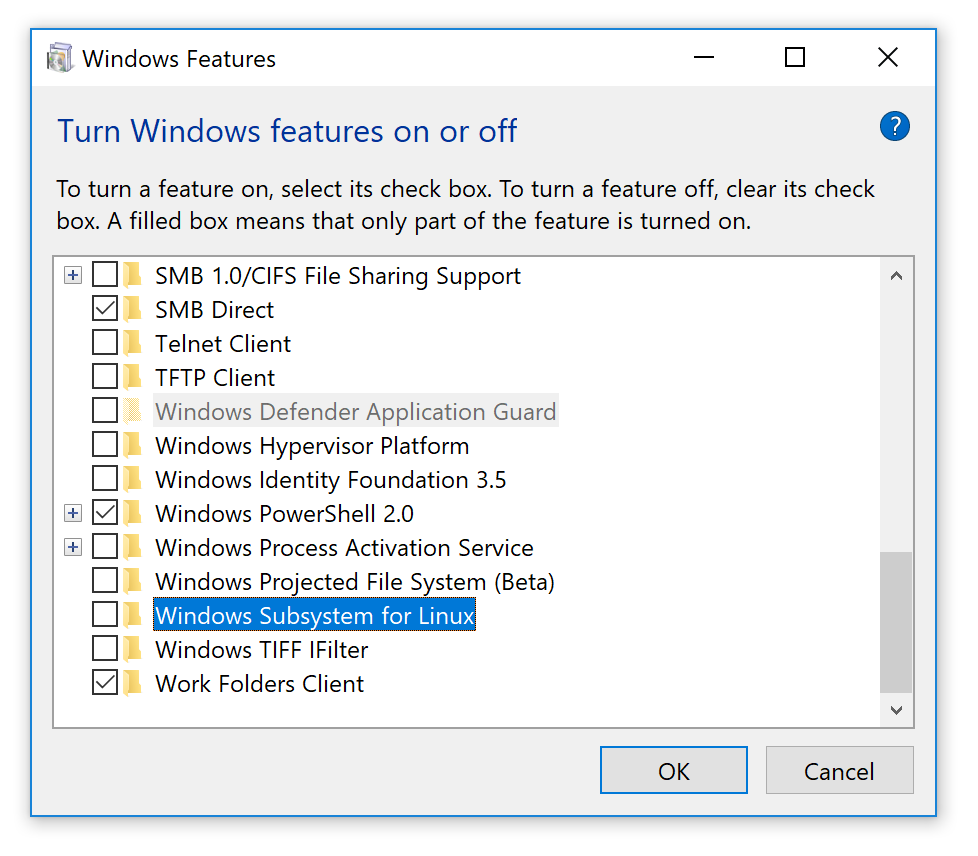 Windows Features
Turn Windows features on or off
?
To turn a feature on, select its check box. To turn a feature off, clear its check
box. A filled box means that only part of the feature is turned on.
SMB 1.0/CIFS File Sharing Support
SMB Direct
Telnet Client
TFTP Client
Windows Defender Application Guard
Windows Hypervisor Platform
Windows Identity Foundation 3.5
Windows PowerShell 2.0
Windows Process Activation Service
Windows Projected File System (Beta)
Windows Subsystem for Linux
Windows TIFF IFilter
Work Folders Client
OK
Cancel